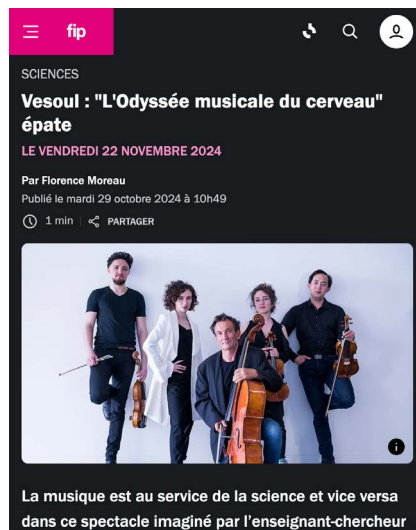 fip
SCIENCES
Vesoul : "L'Odyssée musicale du cerveau"
épate
LE VENDREDI 22 NOVEMBRE 2024
Par Florence Moreau
Publié le mardi 29 octobre 2024 à 10h49
1 min | PARTAGER
La musique est au service de la science et vice versa
dans ce spectacle imaginé par l'enseignant-chercheur